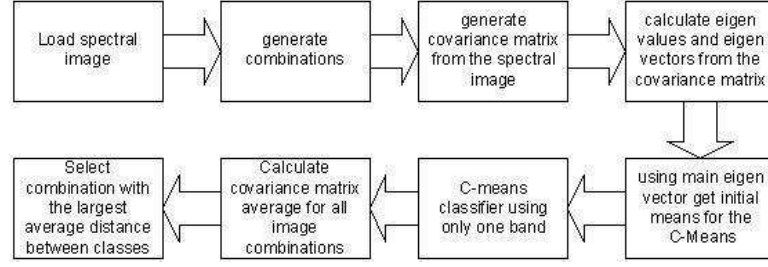 Load spectral
image
generate
combinations
generate
covariance matrix
from the spectral
image
calculate eigen
values and eigen
vectors from the
covariance matrix
using main eigen
vector get initial
means for the
C-Means
C-means
classifier using
only one band
Calculate
covariance matrix
average for all
image
combinations
Select
combination with
the largest
average distance
between classes